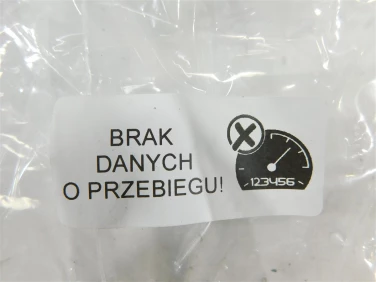 BRAK
DANYCH
O PRZEBIEGU!
123456